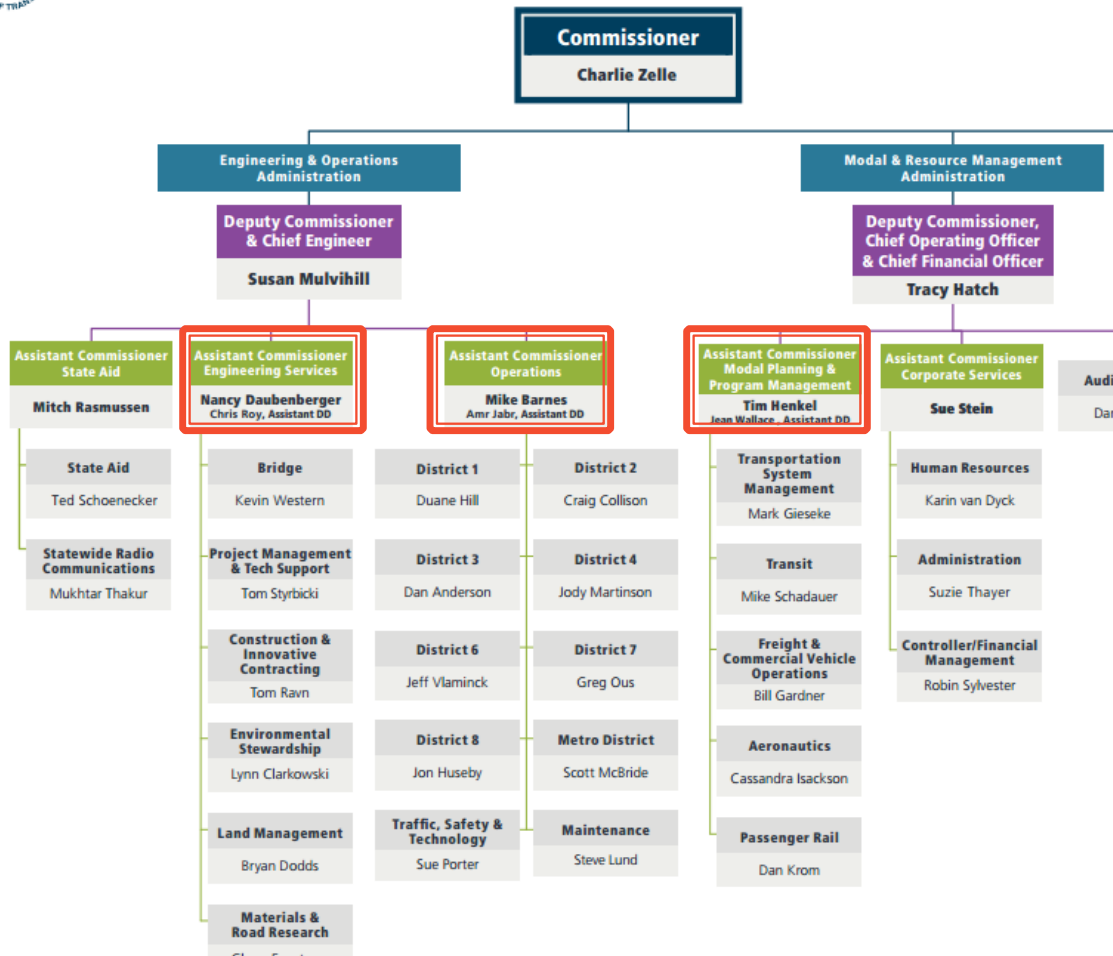 OF TRAN
Commissioner
Charlie Zelle
Engineering & Operations
Administration
Modal & Resource Management
Administration
Deputy Commissioner
& Chief Engineer
Susan Mulvihill
Deputy Commissioner,
Chief Operating Officer
& Chief Financial Officer
Tracy Hatch
Assistant Commissioner
State Aid
Mitch Rasmussen
Assistant Commissioner
Engineering Services
Nancy Daubenberger
Chris Roy, Assistant DD
Assistant Commissioner
Operations
Mike Barnes
Amr Jabr, Assistant DD
Assistant Commissioner
Modal Planning &
Program Management
Tim Henkel
Jean Wallace , Assistant DD
Assistant Commissioner
Corporate Services
Sue Stein
Audi
Dan
State Aid
Ted Schoenecker
Statewide Radio
Communications
Mukhtar Thakur
Bridge
Kevin Western
Project Management
& Tech Support
Tom Styrbicki
Construction &
Innovative
Contracting
Tom Ravn
Environmental
Stewardship
Lynn Clarkowski
Land Management
Bryan Dodds
Materials &
Road Research
District 1
Duane Hill
District 2
Craig Collison
District 3
Dan Anderson
District 4
Jody Martinson
District 6
Jeff Vlaminck
District 7
Greg Ous
District 8
Jon Huseby
Metro District
Scott McBride
Traffic, Safety &
Technology
Sue Porter
Maintenance
Steve Lund
Transportation
System
Management
Mark Gieseke
Transit
Mike Schadauer
Freight &
Commercial Vehicle
Operations
Bill Gardner
Aeronautics
Cassandra Isackson
Passenger Rail
Dan Krom
Human Resources
Karin van Dyck
Administration
Suzie Thayer
Controller/Financial
Management
Robin Sylvester